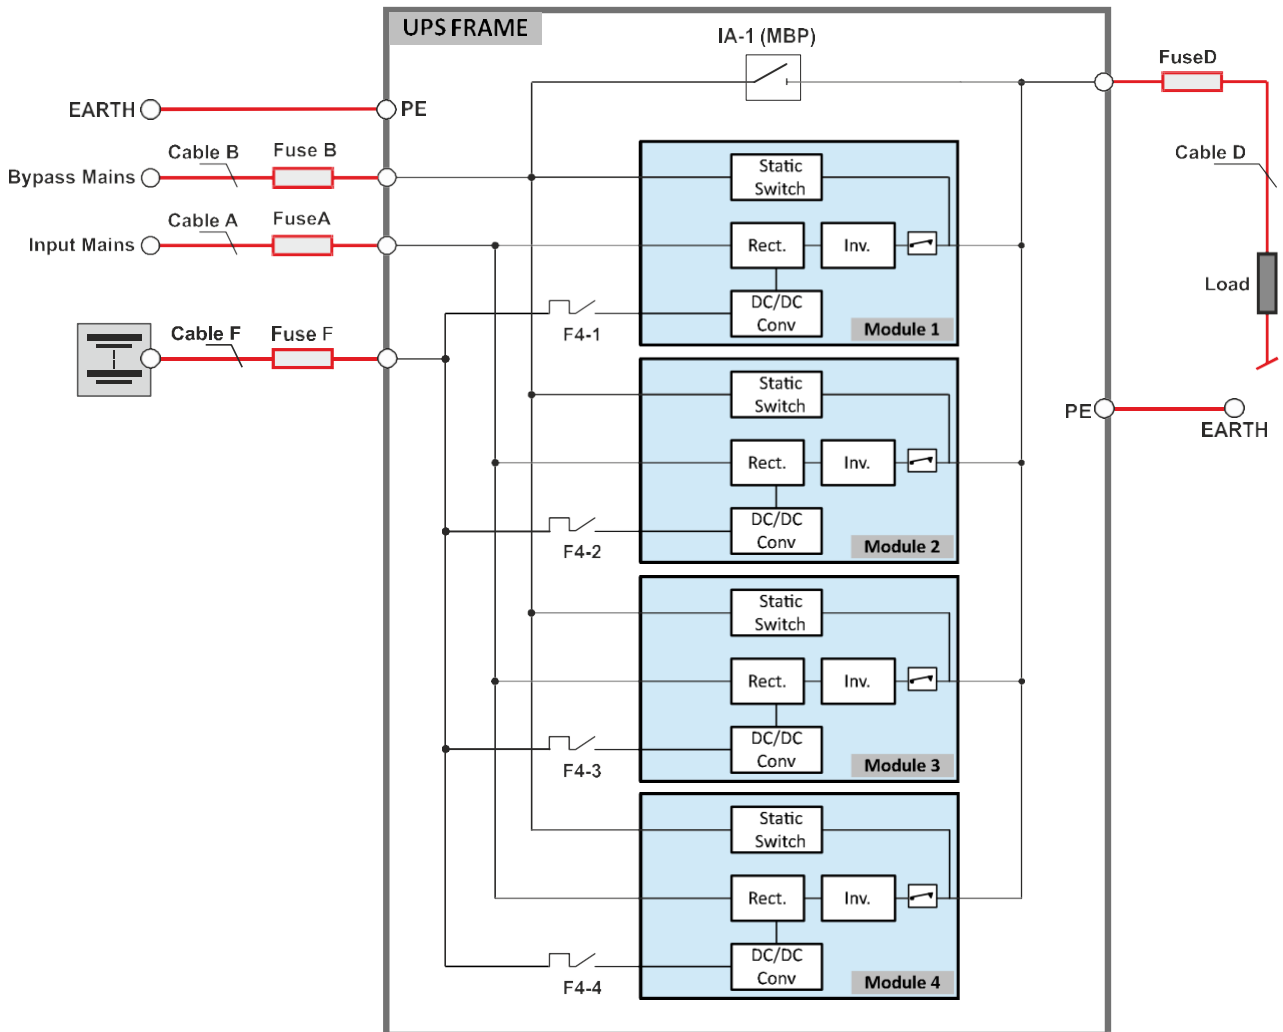 UPS FRAME
IA-1 (MBP)
FuseD
EARTH
PE
Cable B
Fuse B
Bypass Mains
Cable A
FuseA
Input Mains
Cable F
Fuse F
Cable D
Load
PE
EARTH
Static
Switch
Rect.
Inv.
DC/DC
Conv
F4-1
Module 1
Static
Switch
Rect.
Inv.
DC/DC
Conv
F4-2
Module 2
Static
Switch
Rect.
Inv.
DC/DC
Conv
F4-3
Module 3
Static
Switch
Rect.
Inv.
DC/DC
Conv
F4-4
Module 4